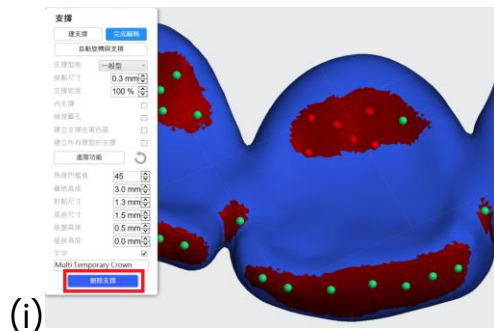 支撐
建支撐 完成編輯
自動旋轉與支撐
支撐型態 一般型
接點尺寸 0.3 mm
支撐密度 100 %
內支撐
建立支撐在著色區
建立所有模型的支撐
進階功能
角度門檻值 45
離地高度 3.0 mm
對點尺寸 1.3 mm
底座尺寸 1.5 mm
底盤高度 0.5 mm
基座高度 0.0 mm
文字
Multi Temporary Crown
刪除支撐
(i)